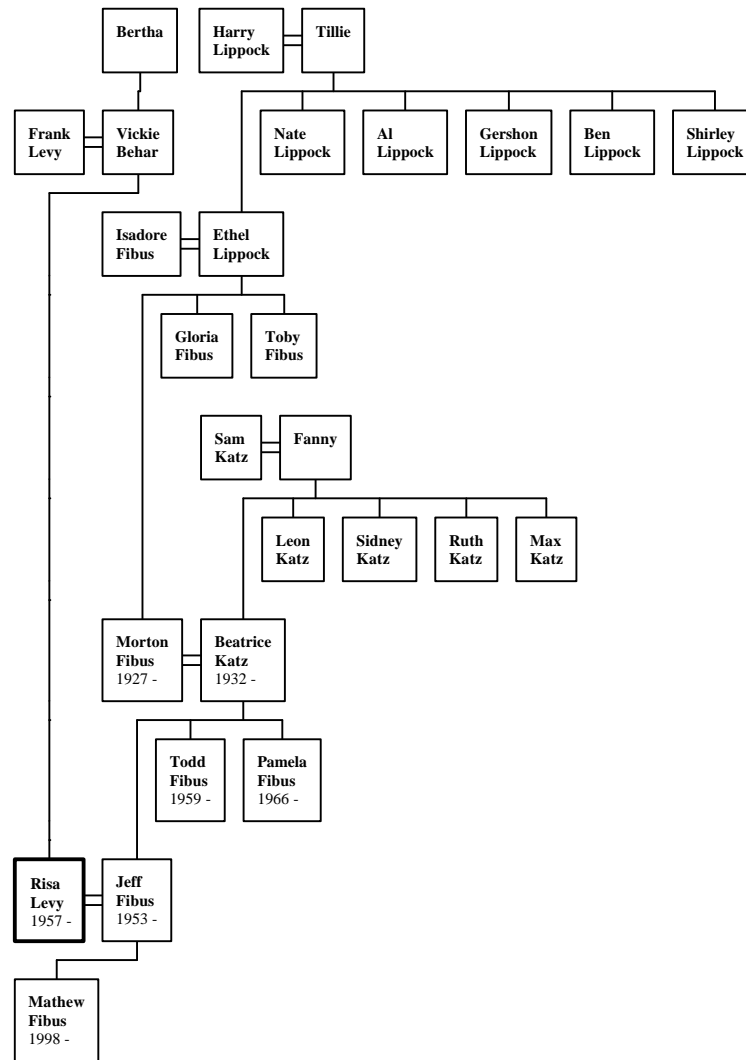 Bertha
Harry
Lippock
Tillie
Frank
Levy
Vickie
Behar
Nate
Lippock
Al
Lippock
Gershon
Lippock
Ben
Lippock
Shirley
Lippock
Isadore
Fibus
Ethel
Lippock
Gloria
Fibus
Toby
Fibus
Sam
Katz
Fanny
Leon
Katz
Sidney
Katz
Ruth
Katz
Max
Katz
Morton
Fibus
1927 -
Beatrice
Katz
1932 -
Todd
Fibus
1959 -
Pamela
Fibus
1966 -
Risa
Levy
1957 -
Jeff
Fibus
1953 -
Mathew
Fibus
1998 -